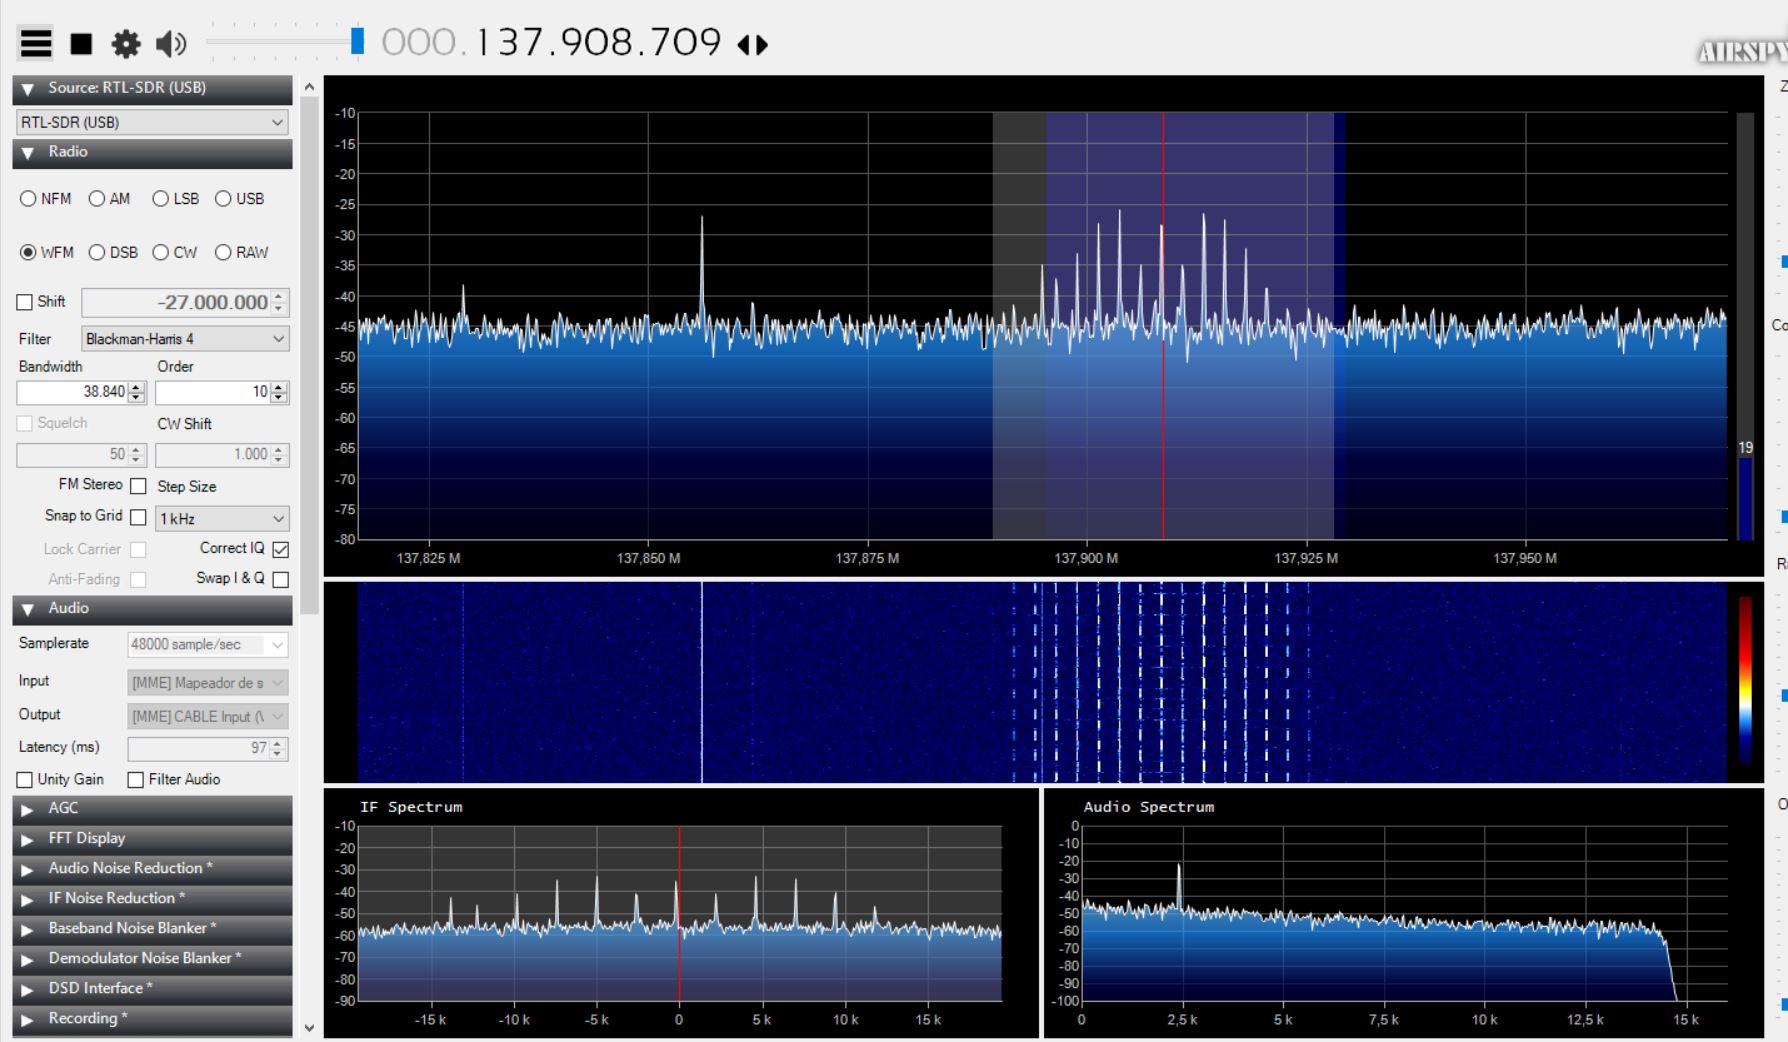 000.137.908.709
AIRSPY
Source: RTL-SDR (USB)
RTL-SDR (USB)
Radio
NFM AM LSB USB
WFM DSB CW RAW
Shift -27.000.000
Filter Blackman-Harris 4
Bandwidth Order
38.840 10
Squelch CW Shift
50 1.000
FM Stereo Step Size
Snap to Grid 1 kHz
Lock Carrier Correct IQ
Anti-Fading Swap I & Q
Audio
Samplerate 48000 sample/sec
Input [MME] Mapeador de s
Output [MME] CABLE Input (\
Latency (ms) 97
Unity Gain Filter Audio
AGC
FFT Display
Audio Noise Reduction *
IF Noise Reduction *
Baseband Noise Blanker *
Demodulator Noise Blanker *
DSD Interface *
Recording *
-10
-15
-20
-25
-30
-35
-40
-45
-50
-55
-60
-65
-70
-75
-80
137,825 M 137,850 M 137,875 M 137,900 M 137,925 M 137,950 M
19
Z
Co
R
O
IF Spectrum
-10
-20
-30
-40
-50
-60
-70
-80
-90
-15 k -10 k -5 k 0 5 k 10 k 15 k
Audio Spectrum
0
-10
-20
-30
-40
-50
-60
-70
-80
-90
-100
0 2,5 k 5 k 7,5 k 10 k 12,5 k 15 k